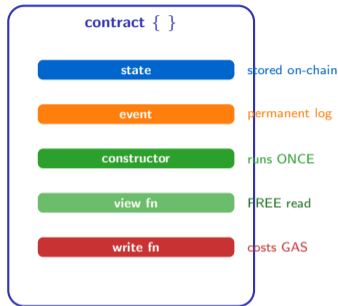 contract { }
state stored on-chain
event permanent log
constructor runs ONCE
view fn FREE read
write fn costs GAS